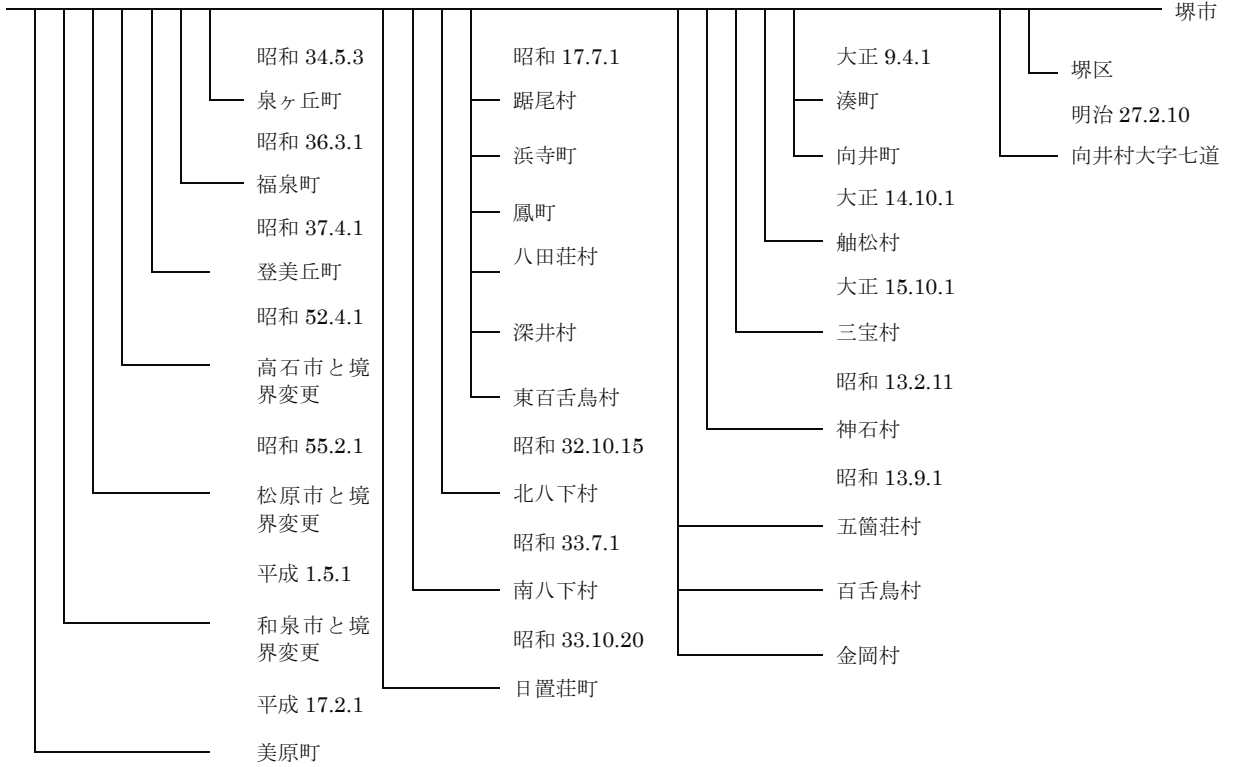 堺市
堺区
明治 27.2.10
向井村大字七道
大正 9.4.1
湊町
向井町
大正 14.10.1
舳松村
大正 15.10.1
三宝村
昭和 13.2.11
神石村
昭和 13.9.1
五箇荘村
百舌鳥村
金岡村
昭和 17.7.1
踞尾村
浜寺町
鳳町
八田荘村
深井村
東百舌鳥村
昭和 32.10.15
北八下村
昭和 33.7.1
南八下村
昭和 33.10.20
日置荘町
昭和 34.5.3
泉ヶ丘町
昭和 36.3.1
福泉町
昭和 37.4.1
登美丘町
昭和 52.4.1
高石市と境
界変更
昭和 55.2.1
松原市と境
界変更
平成 1.5.1
和泉市と境
界変更
平成 17.2.1
美原町